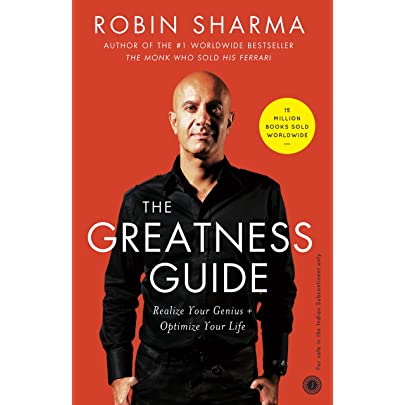 ROBIN SHARMA
AUTHOR OF THE #1 WORLDWIDE BESTSELLER
THE MONK WHO SOLD HIS FERRARI
15
MILLION
BOOKS SOLD
WORLDWIDE
THE
GREATNESS
GUIDE
Realize Your Genius +
Optimize Your Life
For sale in the Indian Subcontinent only